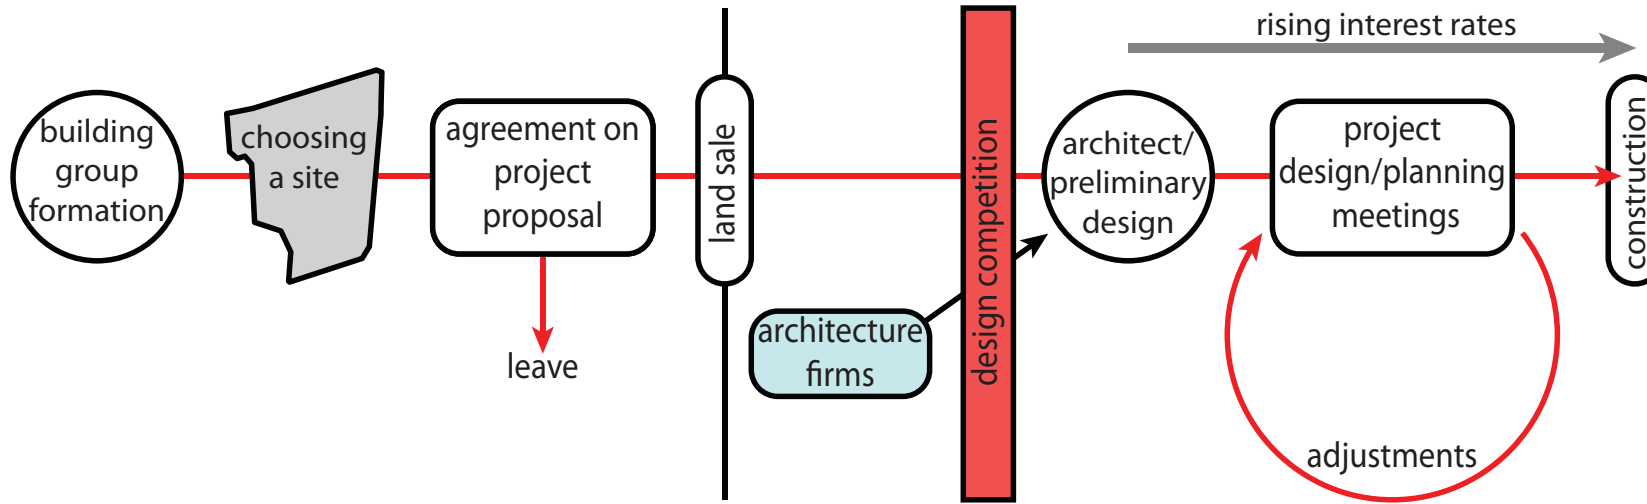 rising interest rates
building
group
formation
choosing
a site
agreement on
project
proposal
leave
land sale
architecture
firms
design competition
architect/
preliminary
design
project
design/planning
meetings
adjustments
construction